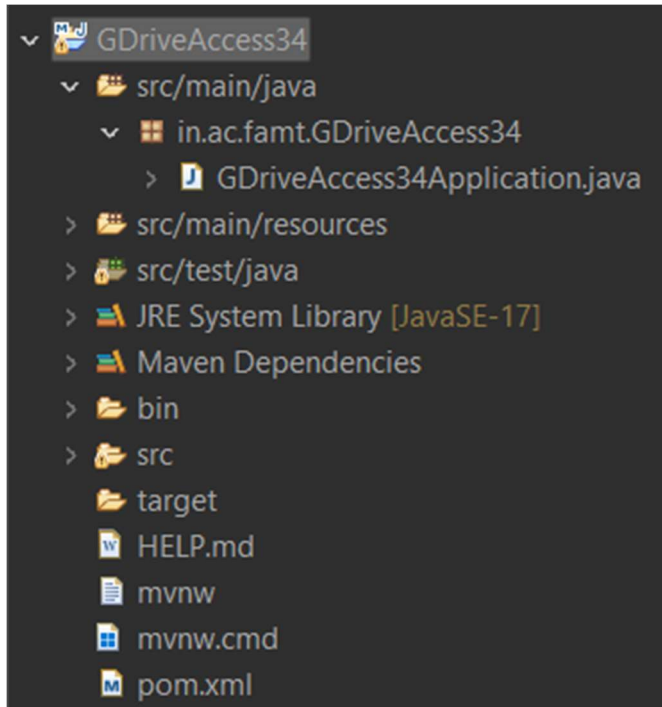 GDriveAccess34
src/main/java
in.ac.famt.GDriveAccess34
GDriveAccess34Application.java
src/main/resources
src/test/java
JRE System Library [JavaSE-17]
Maven Dependencies
bin
src
target
HELP.md
mvnw
mvnw.cmd
pom.xml